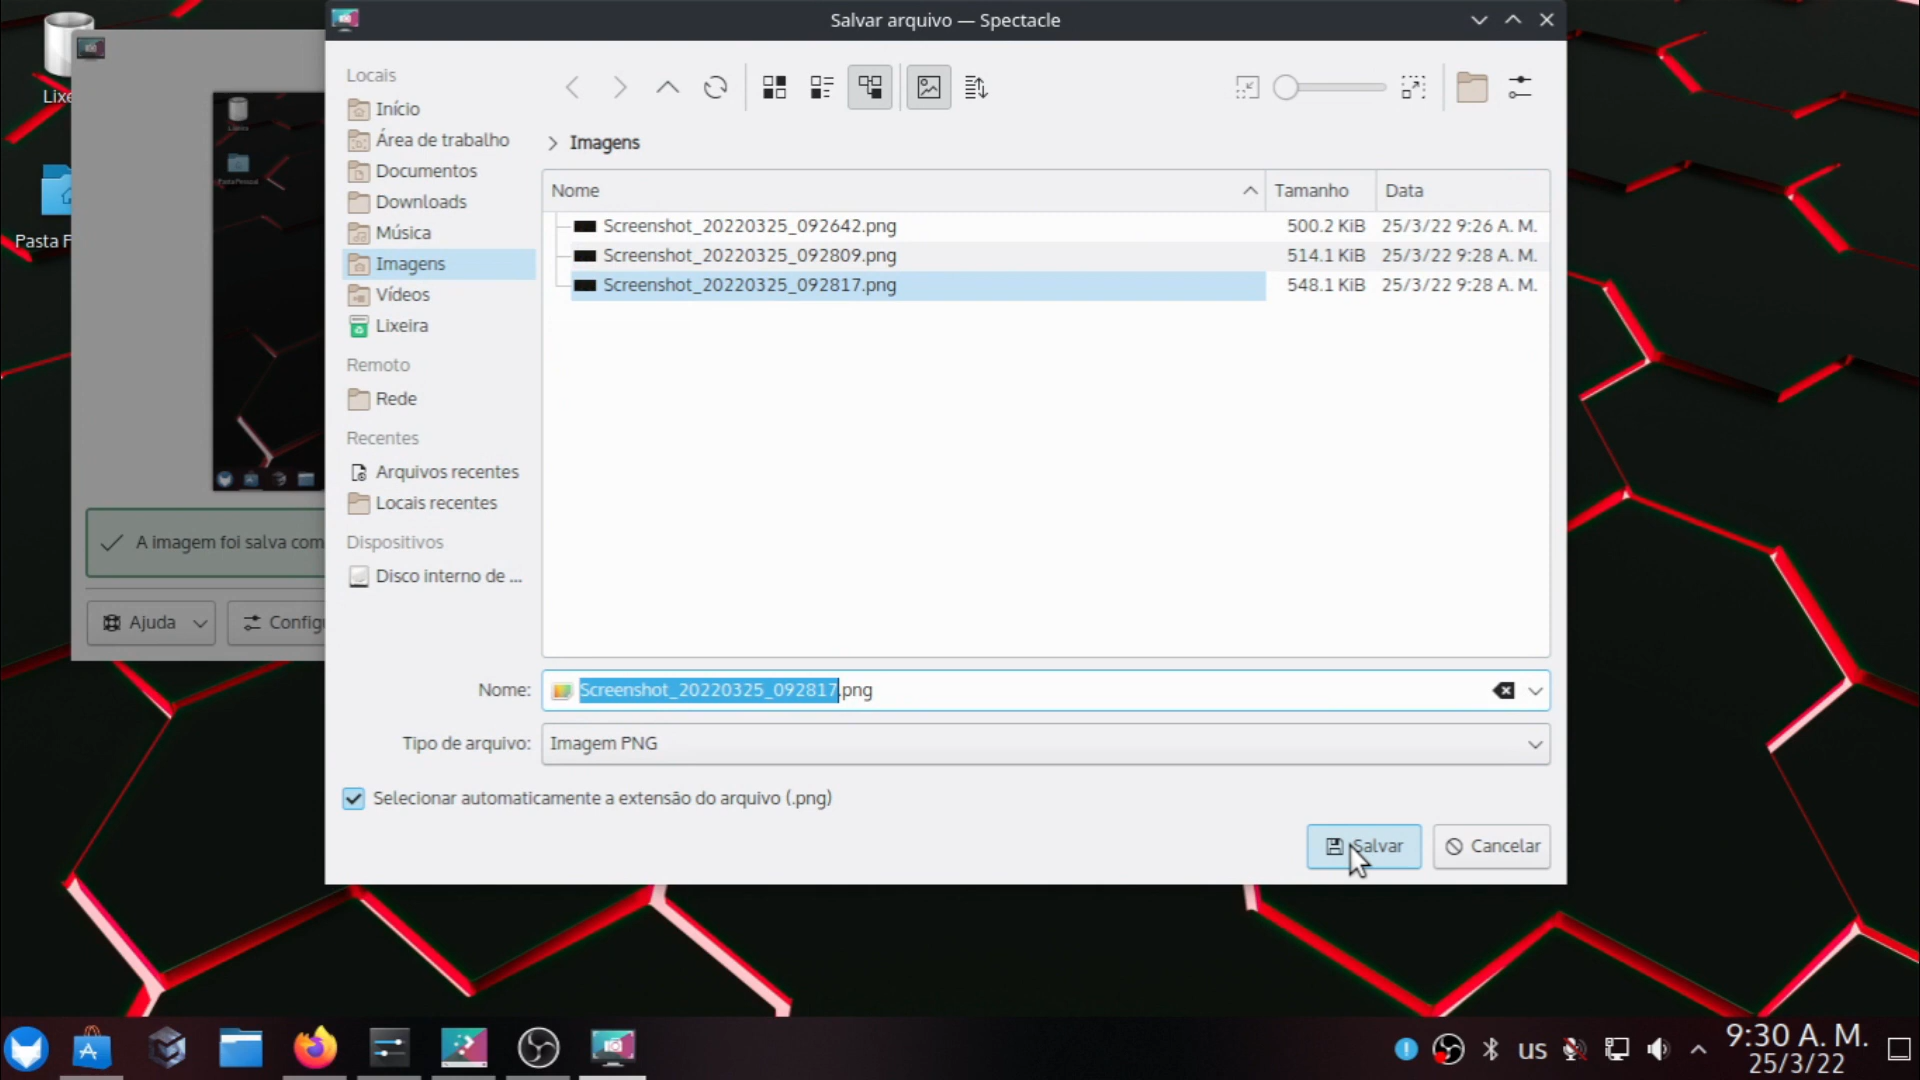 Salvar arquivo — Spectacle
Locais
Início
Área de trabalho
Documentos
Downloads
Música
Imagens
Vídeos
Lixeira
Remoto
Rede
Recentes
Arquivos recentes
Locais recentes
Dispositivos
Disco interno de ...
Imagens
Nome Tamanho Data
Screenshot_20220325_092642.png 500.2 KiB 25/3/22 9:26 A. M.
Screenshot_20220325_092809.png 514.1 KiB 25/3/22 9:28 A. M.
Screenshot_20220325_092817.png 548.1 KiB 25/3/22 9:28 A. M.
Nome: Screenshot_20220325_092817.png
Tipo de arquivo: Imagem PNG
Selecionar automaticamente a extensão do arquivo (.png)
Salvar Cancelar
Lixe
Pasta F
A imagem foi salva com
Ajuda Config
us
9:30 A. M.
25/3/22